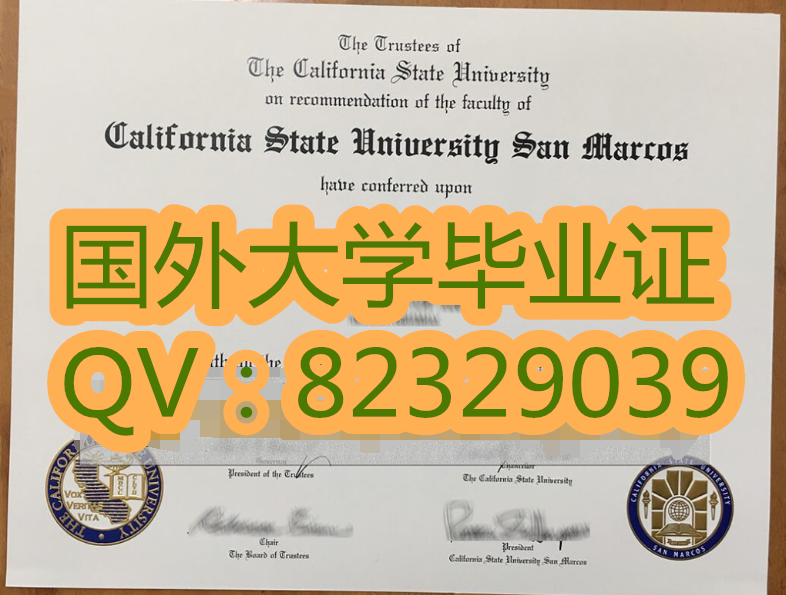 The Trustees of
The California State University
on recommendation of the faculty of
California State University San Marcos
have conferred upon
国外大学毕业证
QV:82329039
President of the Trustees
Chancellor
The California State University
Chair
The Board of Trustees
President
California State University San Marcos
THE CALIFORNIA UNIVERSITY
VOX
VERITAS
VITA
CALIFORNIA STATE UNIVERSITY
SAN MARCOS